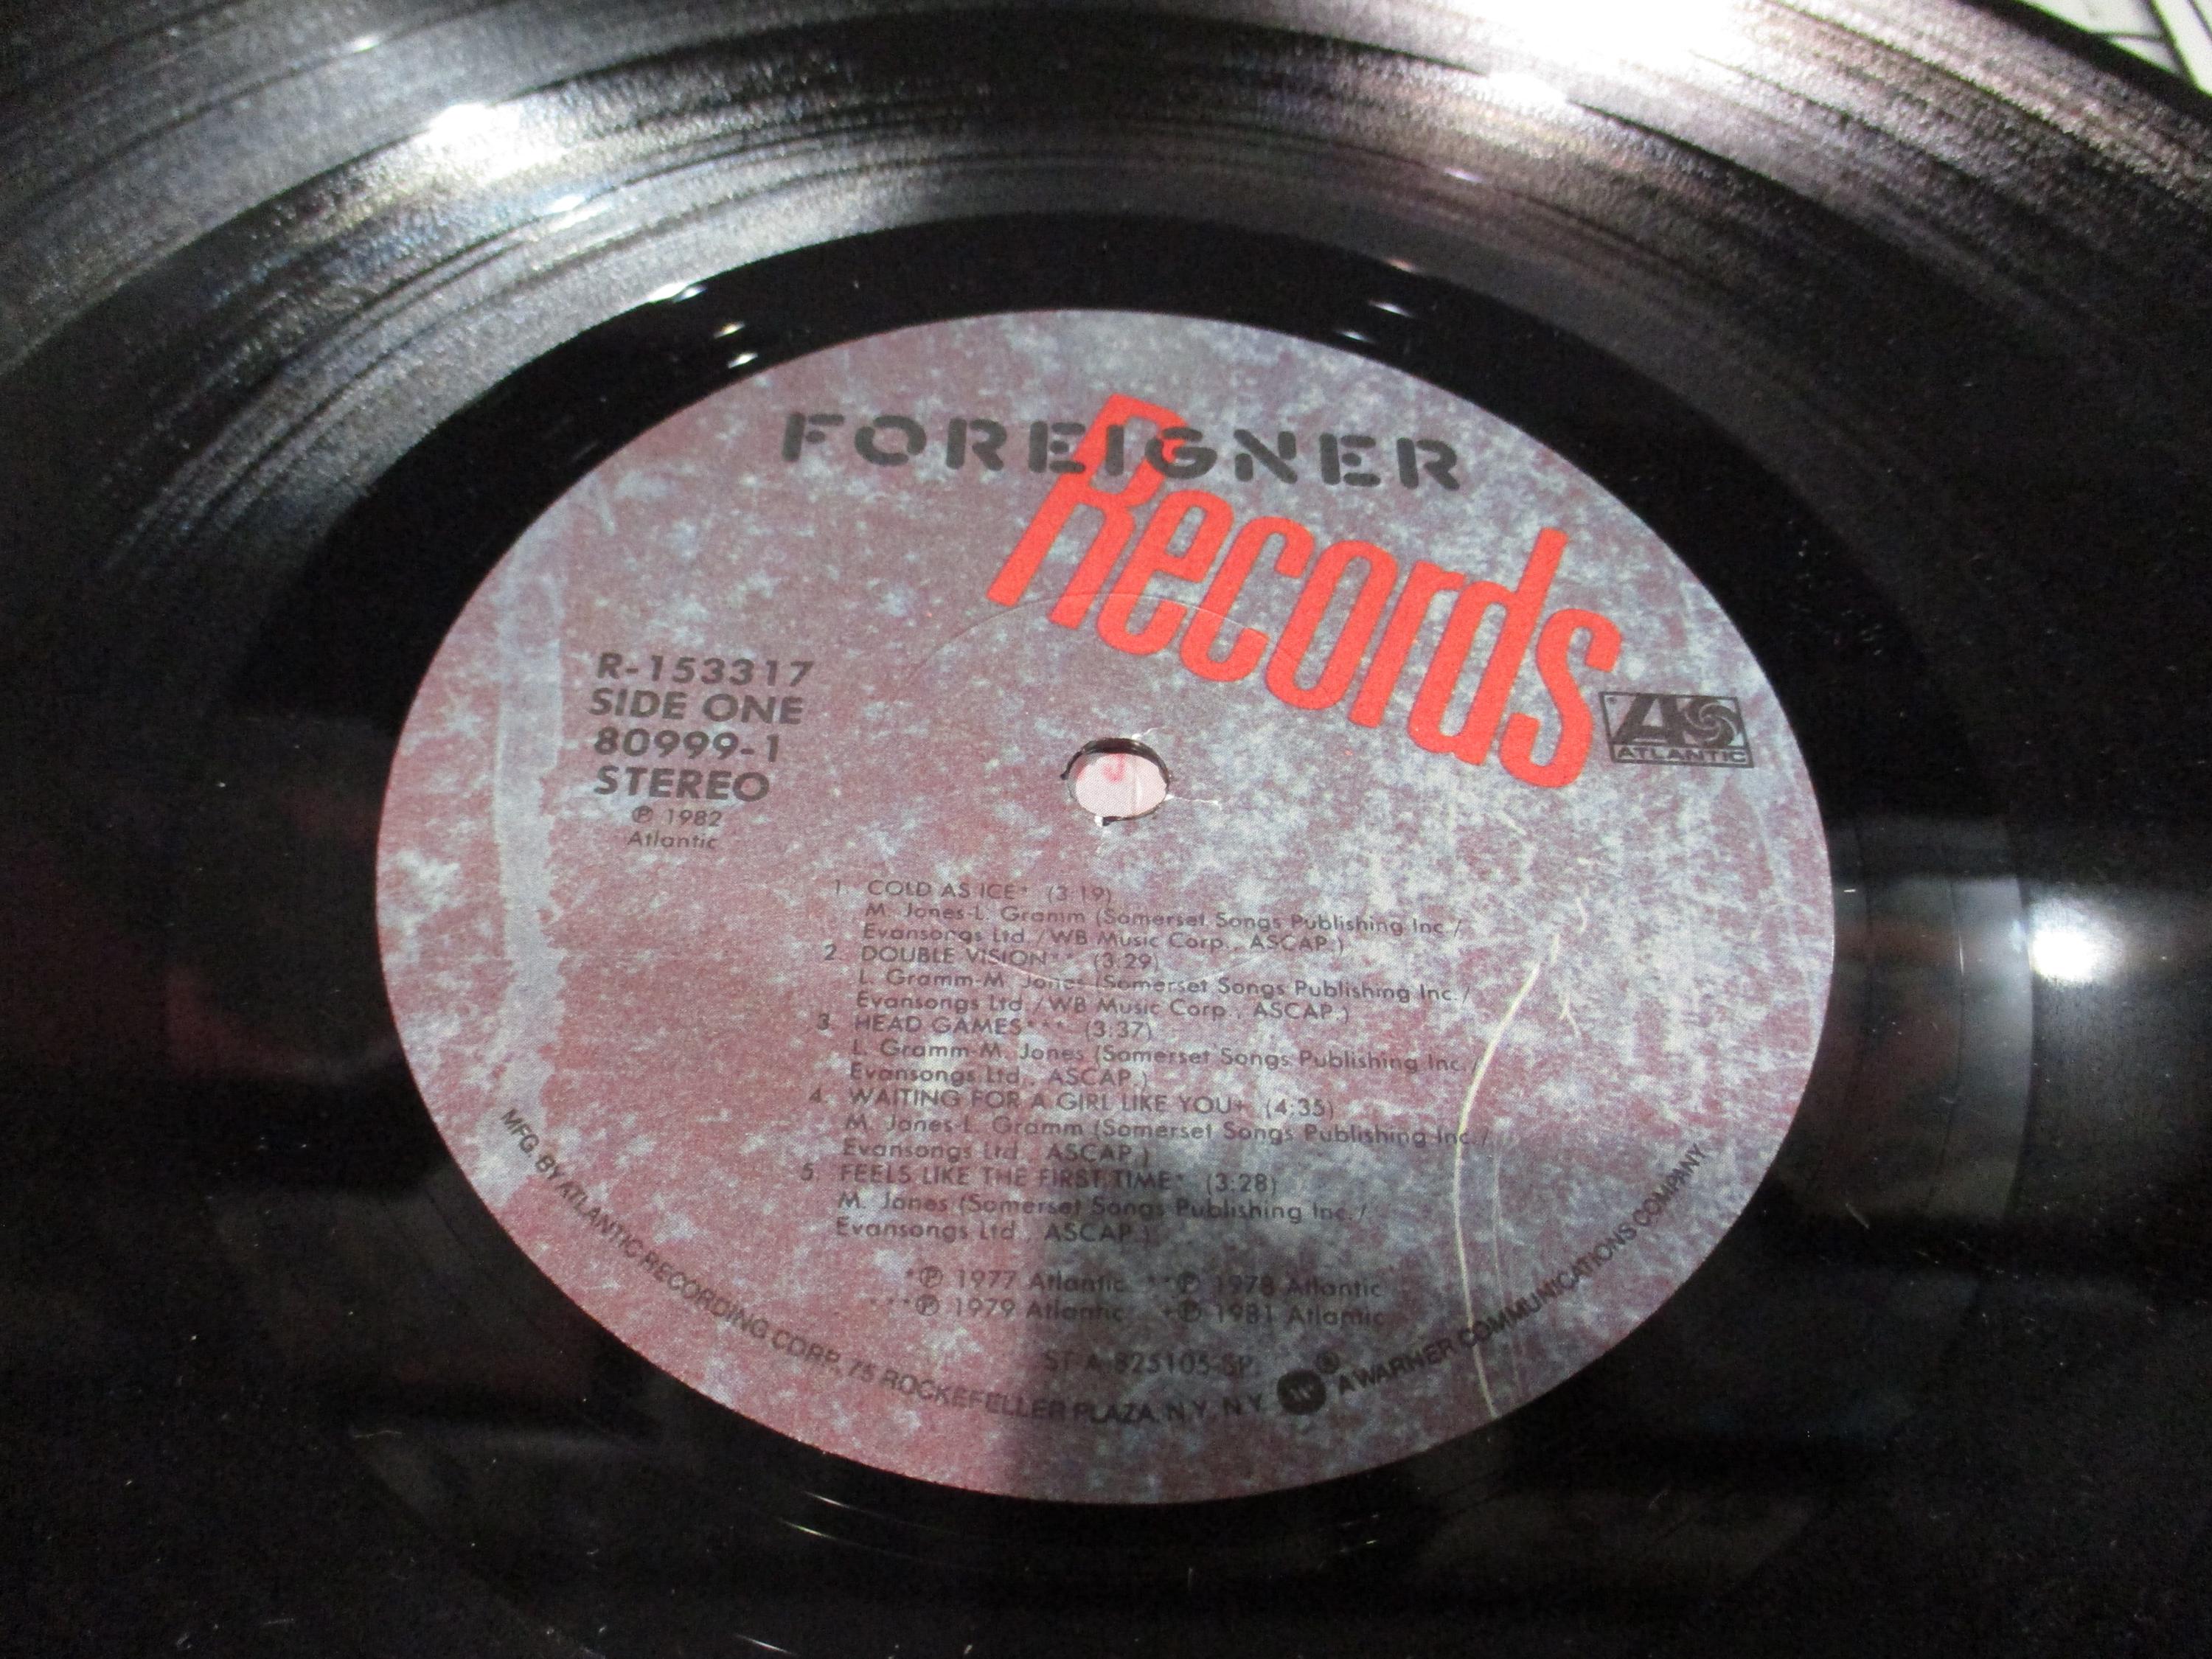 FOREIGNER
Records
ATLANTIC
R-153317
SIDE ONE
80999-1
STEREO
℗ 1982
Atlantic
1. COLD AS ICE* (3:19)
M. Jones-L. Gramm (Somerset Songs Publishing Inc./
Evansongs Ltd./WB Music Corp., ASCAP.)
2. DOUBLE VISION** (3:29)
L. Gramm-M. Jones (Somerset Songs Publishing Inc./
Evansongs Ltd./WB Music Corp., ASCAP.)
3. HEAD GAMES*** (3:37)
L. Gramm-M. Jones (Somerset Songs Publishing Inc./
Evansongs Ltd., ASCAP.)
4. WAITING FOR A GIRL LIKE YOU+ (4:35)
M. Jones-L. Gramm (Somerset Songs Publishing Inc./
Evansongs Ltd., ASCAP.)
5. FEELS LIKE THE FIRST TIME* (3:28)
M. Jones (Somerset Songs Publishing Inc./
Evansongs Ltd., ASCAP.)
*℗ 1977 Atlantic **℗ 1978 Atlantic
***℗ 1979 Atlantic +℗ 1981 Atlantic
ST-A-825105-SP
MFG. BY ATLANTIC RECORDING CORP., 75 ROCKEFELLER PLAZA, N.Y., N.Y. ® A WARNER COMMUNICATIONS COMPANY